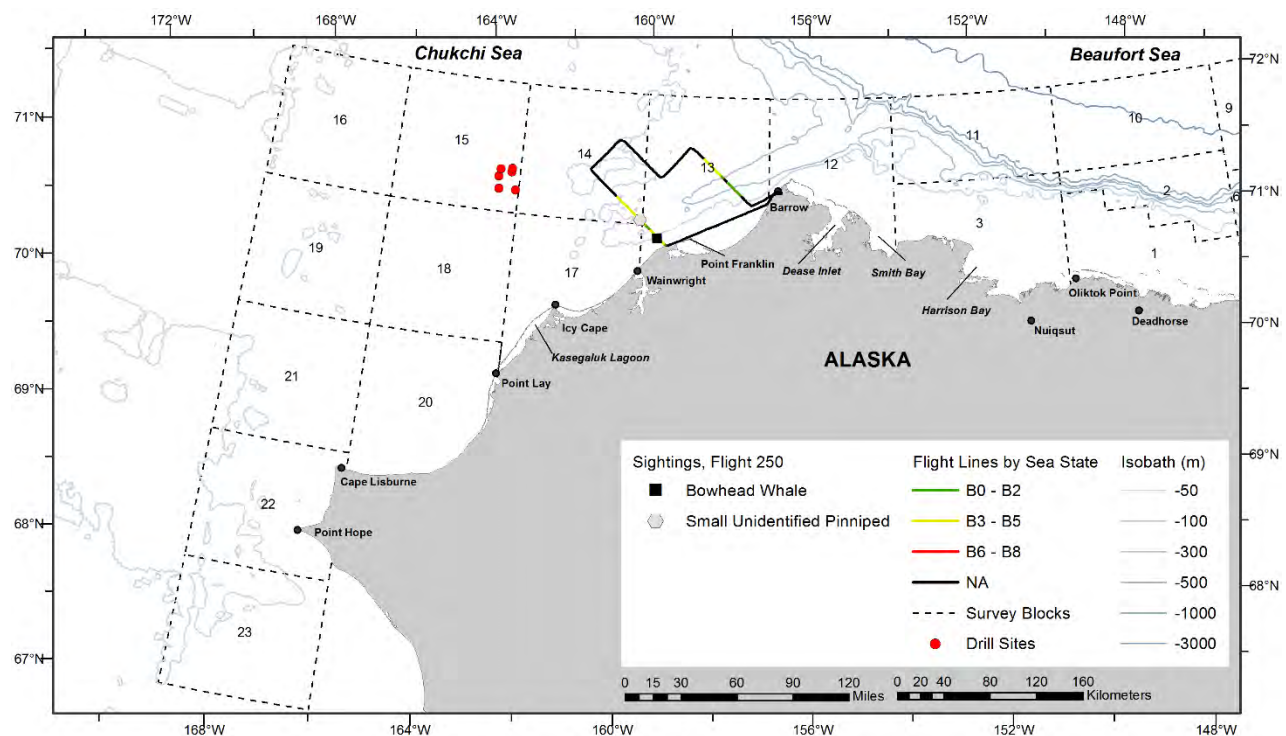 172°W 168°W 164°W 160°W 156°W 152°W 148°W
Chukchi Sea Beaufort Sea
72°N
71°N
71°N
70°N
70°N
69°N
69°N
68°N
68°N
67°N
16
15
14
13
12
11
10
9
2
6
3
1
19
18
17
21
20
22
23
Barrow
Point Franklin
Dease Inlet
Smith Bay
Wainwright
Harrison Bay
Oliktok Point
Icy Cape
Nuiqsut
Deadhorse
Kasegaluk Lagoon
ALASKA
Point Lay
Cape Lisburne
Point Hope
Sightings, Flight 250
Bowhead Whale
Small Unidentified Pinniped
Flight Lines by Sea State
B0 - B2
B3 - B5
B6 - B8
NA
Survey Blocks
Drill Sites
Isobath (m)
-50
-100
-300
-500
-1000
-3000
0 15 30 60 90 120
Miles
0 20 40 80 120 160
Kilometers
168°W 164°W 160°W 156°W 152°W 148°W